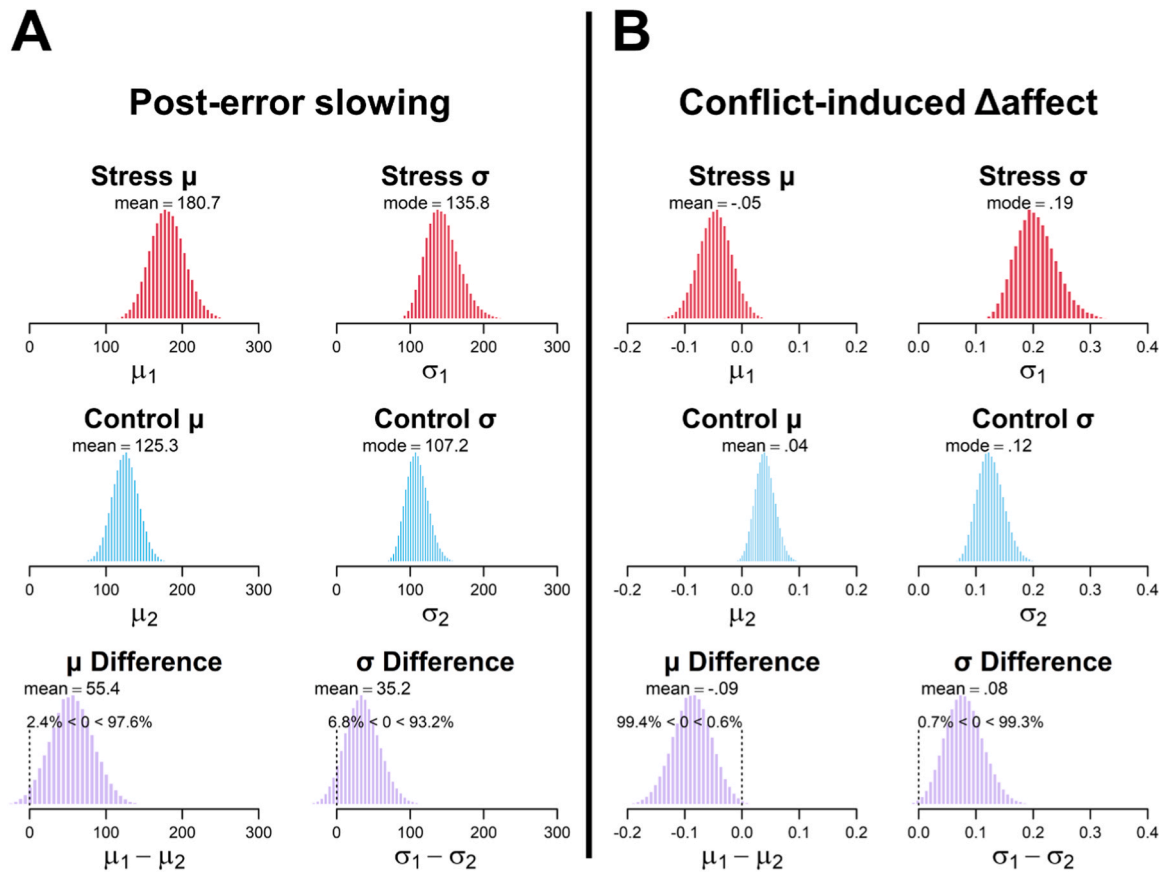 A
B
Post-error slowing
Conflict-induced Δaffect
Stress μ
mean = 180.7
0 100 200 300
μ1
Stress σ
mode = 135.8
0 100 200 300
σ1
Stress μ
mean = -.05
-0.2 -0.1 0.0 0.1 0.2
μ1
Stress σ
mode = .19
0.0 0.1 0.2 0.3 0.4
σ1
Control μ
mean = 125.3
0 100 200 300
μ2
Control σ
mode = 107.2
0 100 200 300
σ2
Control μ
mean = .04
-0.2 -0.1 0.0 0.1 0.2
μ2
Control σ
mode = .12
0.0 0.1 0.2 0.3 0.4
σ2
μ Difference
mean = 55.4
2.4% < 0 < 97.6%
0 100 200 300
μ1 – μ2
σ Difference
mean = 35.2
6.8% < 0 < 93.2%
0 100 200 300
σ1 – σ2
μ Difference
mean = -.09
99.4% < 0 < 0.6%
-0.2 -0.1 0.0 0.1 0.2
μ1 – μ2
σ Difference
mean = .08
0.7% < 0 < 99.3%
0.0 0.1 0.2 0.3 0.4
σ1 – σ2